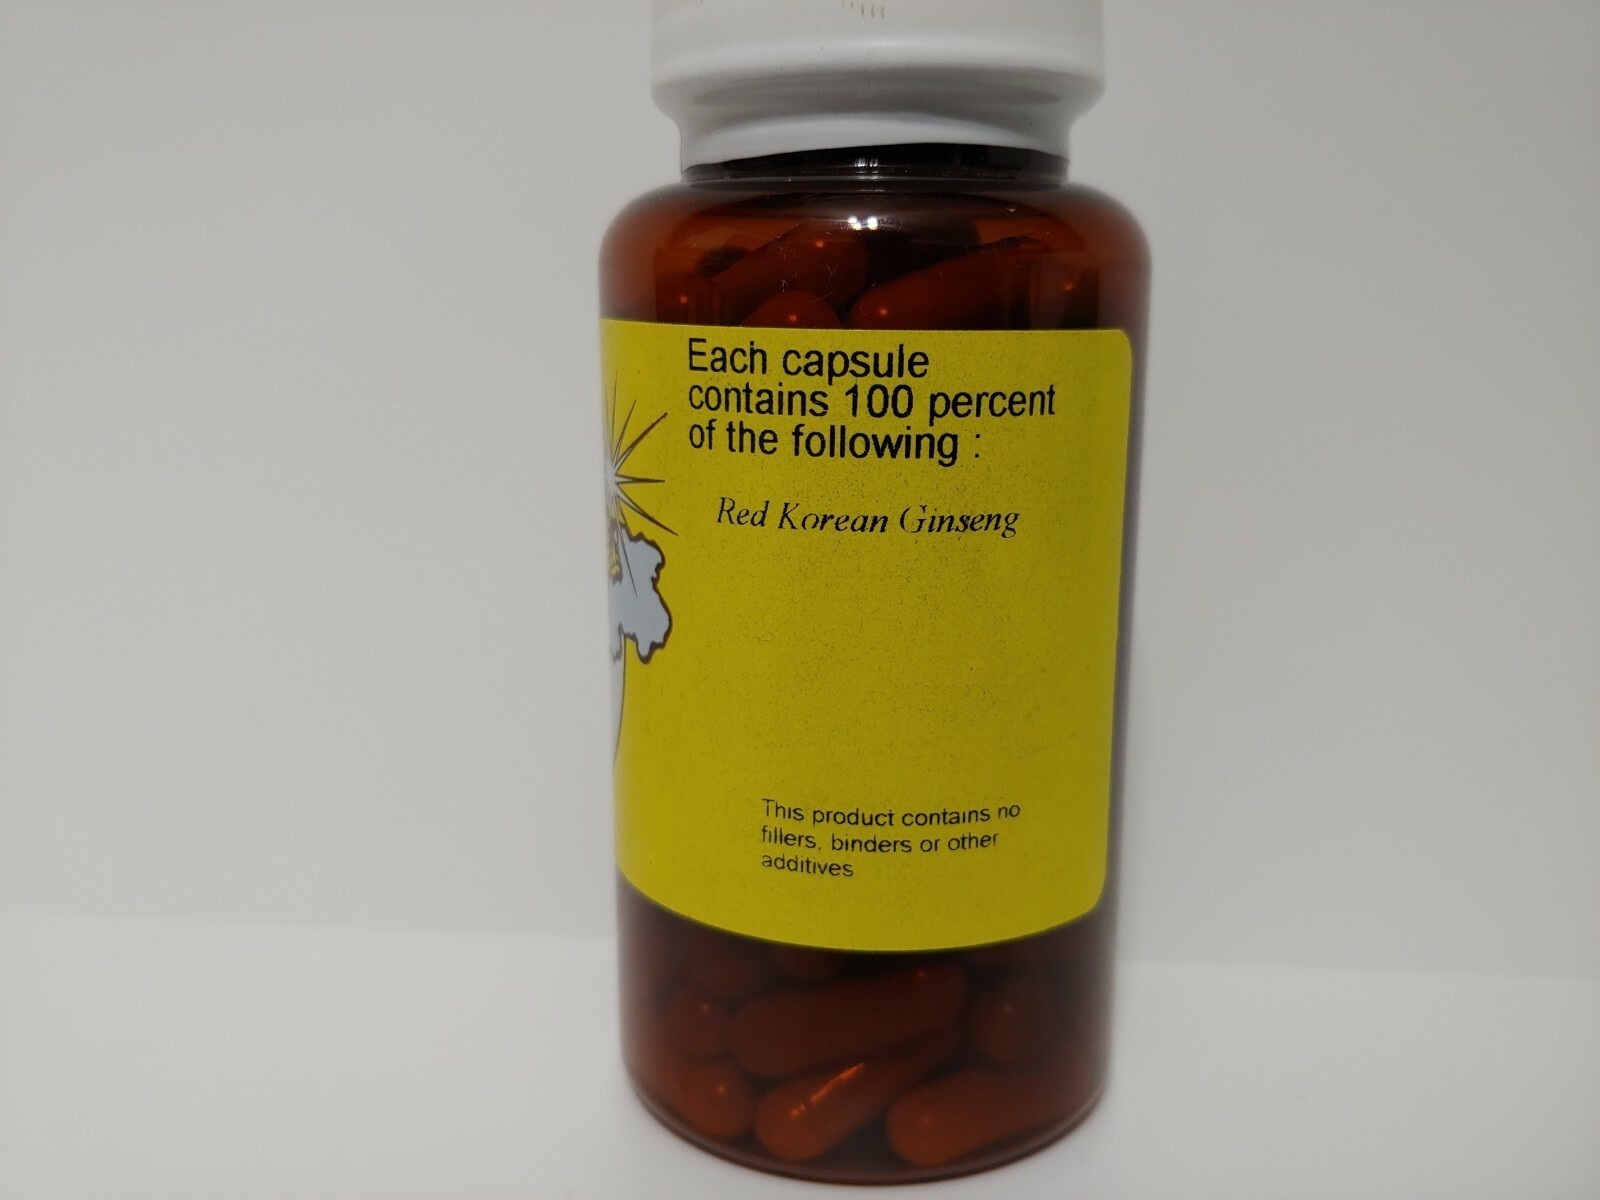 Each capsule
contains 100 percent
of the following :
Red Korean Ginseng
This product contains no
fillers, binders or other
additives